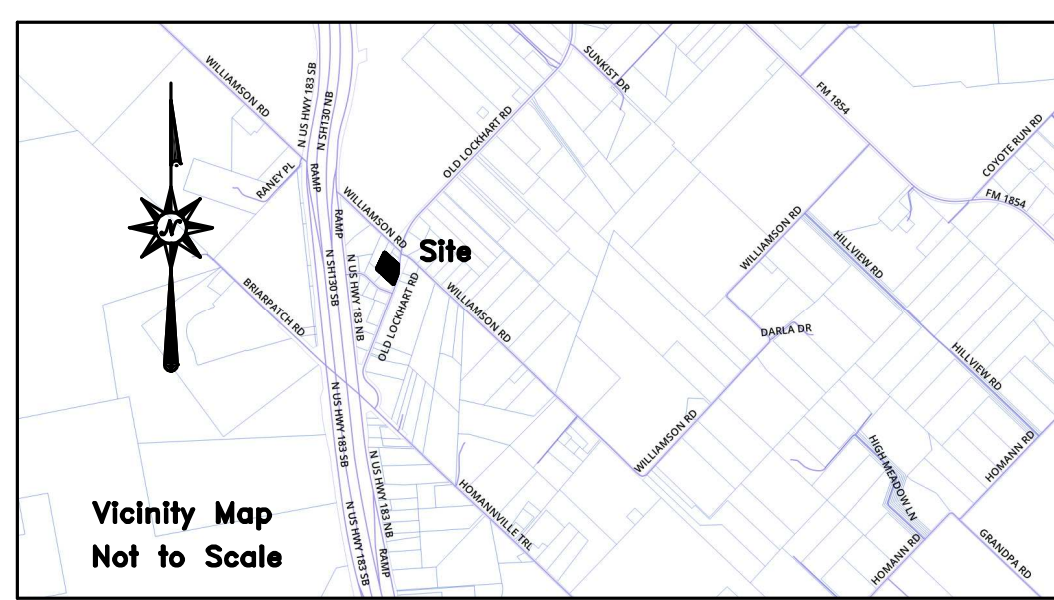 WILLIAMSON RD
N US HWY 183 SB
N SH130 NB
RAMP
RANEY PL
OLD LOCKHART RD
SUNKIST DR
FM 1854
COYOTE RUN RD
FM 1854
WILLIAMSON RD
RAMP
N
Site
WILLIAMSON RD
HILLVIEW RD
BRIARPATCH RD
N SH130 SB
N US HWY 183 NB
OLD LOCKHART RD
WILLIAMSON RD
DARLA DR
HILLVIEW RD
N US HWY 183 SB
WILLIAMSON RD
HOMANN RD
HIGH MEADOW LN
N US HWY 183 NB
HOMANNVILLE TRL
Vicinity Map
Not to Scale
N US HWY 183 SB
RAMP
HOMANN RD
GRANDPA RD